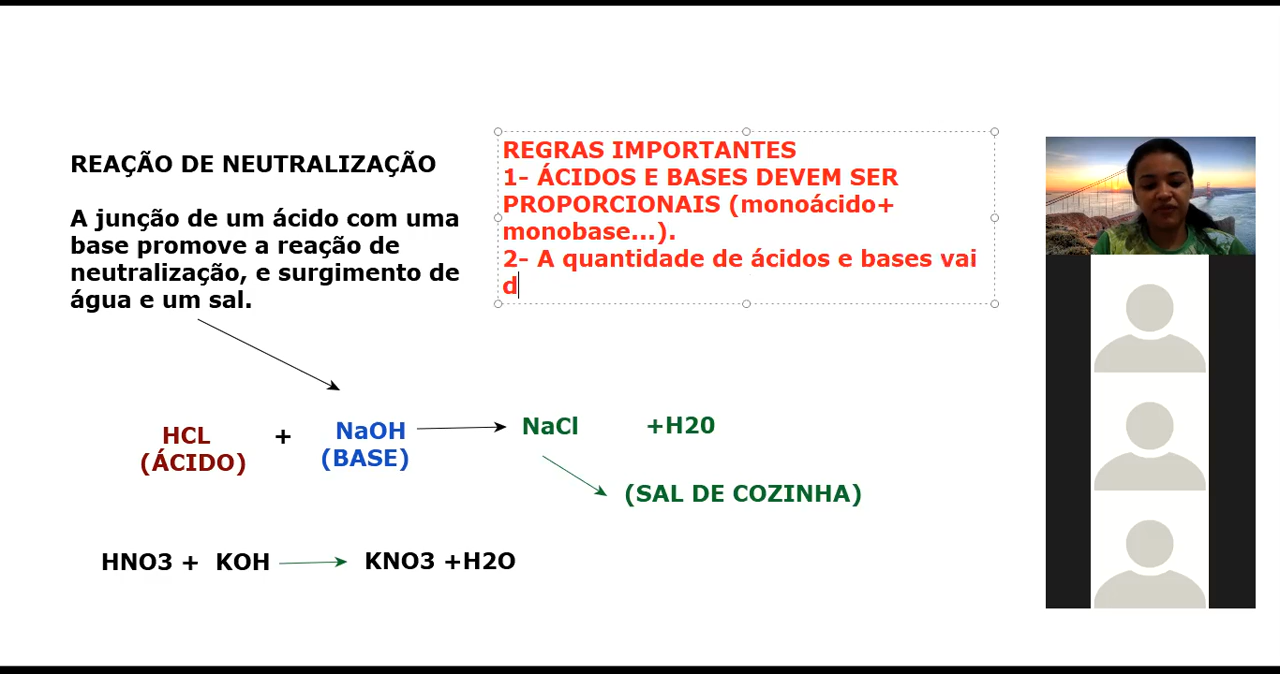 REAÇÃO DE NEUTRALIZAÇÃO
A junção de um ácido com uma
base promove a reação de
neutralização, e surgimento de
água e um sal.
REGRAS IMPORTANTES
1- ÁCIDOS E BASES DEVEM SER
PROPORCIONAIS (monoácido+
monobase...).
2- A quantidade de ácidos e bases vai
d
HCL + NaOH NaCl +H20
(ÁCIDO) (BASE)
(SAL DE COZINHA)
HNO3 + KOH KNO3 +H2O